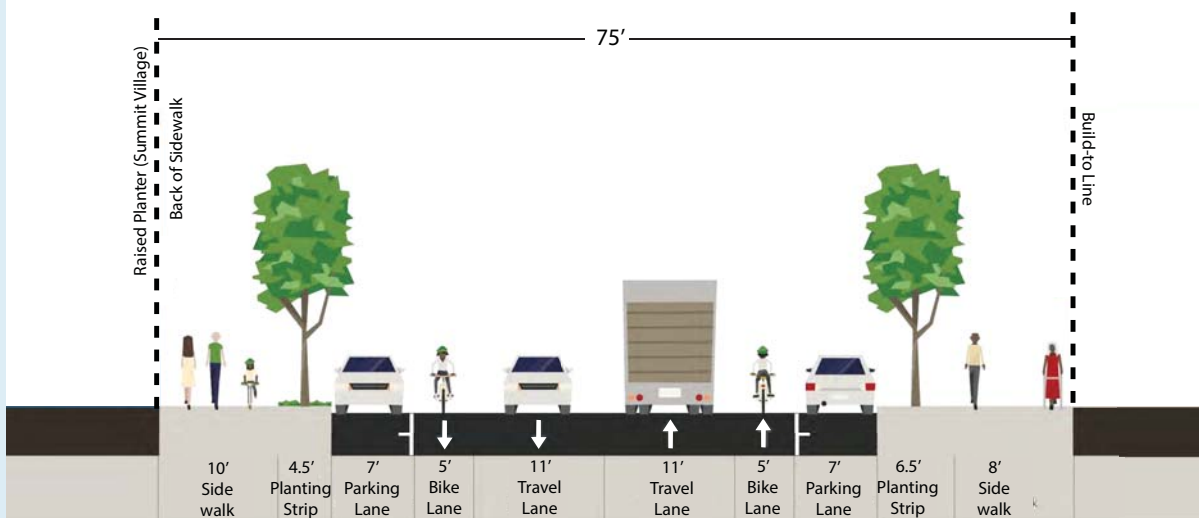 75’
Raised Planter (Summit Village)
Back of Sidewalk
Build-to Line
10’
Side
walk
4.5’
Planting
Strip
7’
Parking
Lane
5’
Bike
Lane
11’
Travel
Lane
11’
Travel
Lane
5’
Bike
Lane
7’
Parking
Lane
6.5’
Planting
Strip
8’
Side
walk